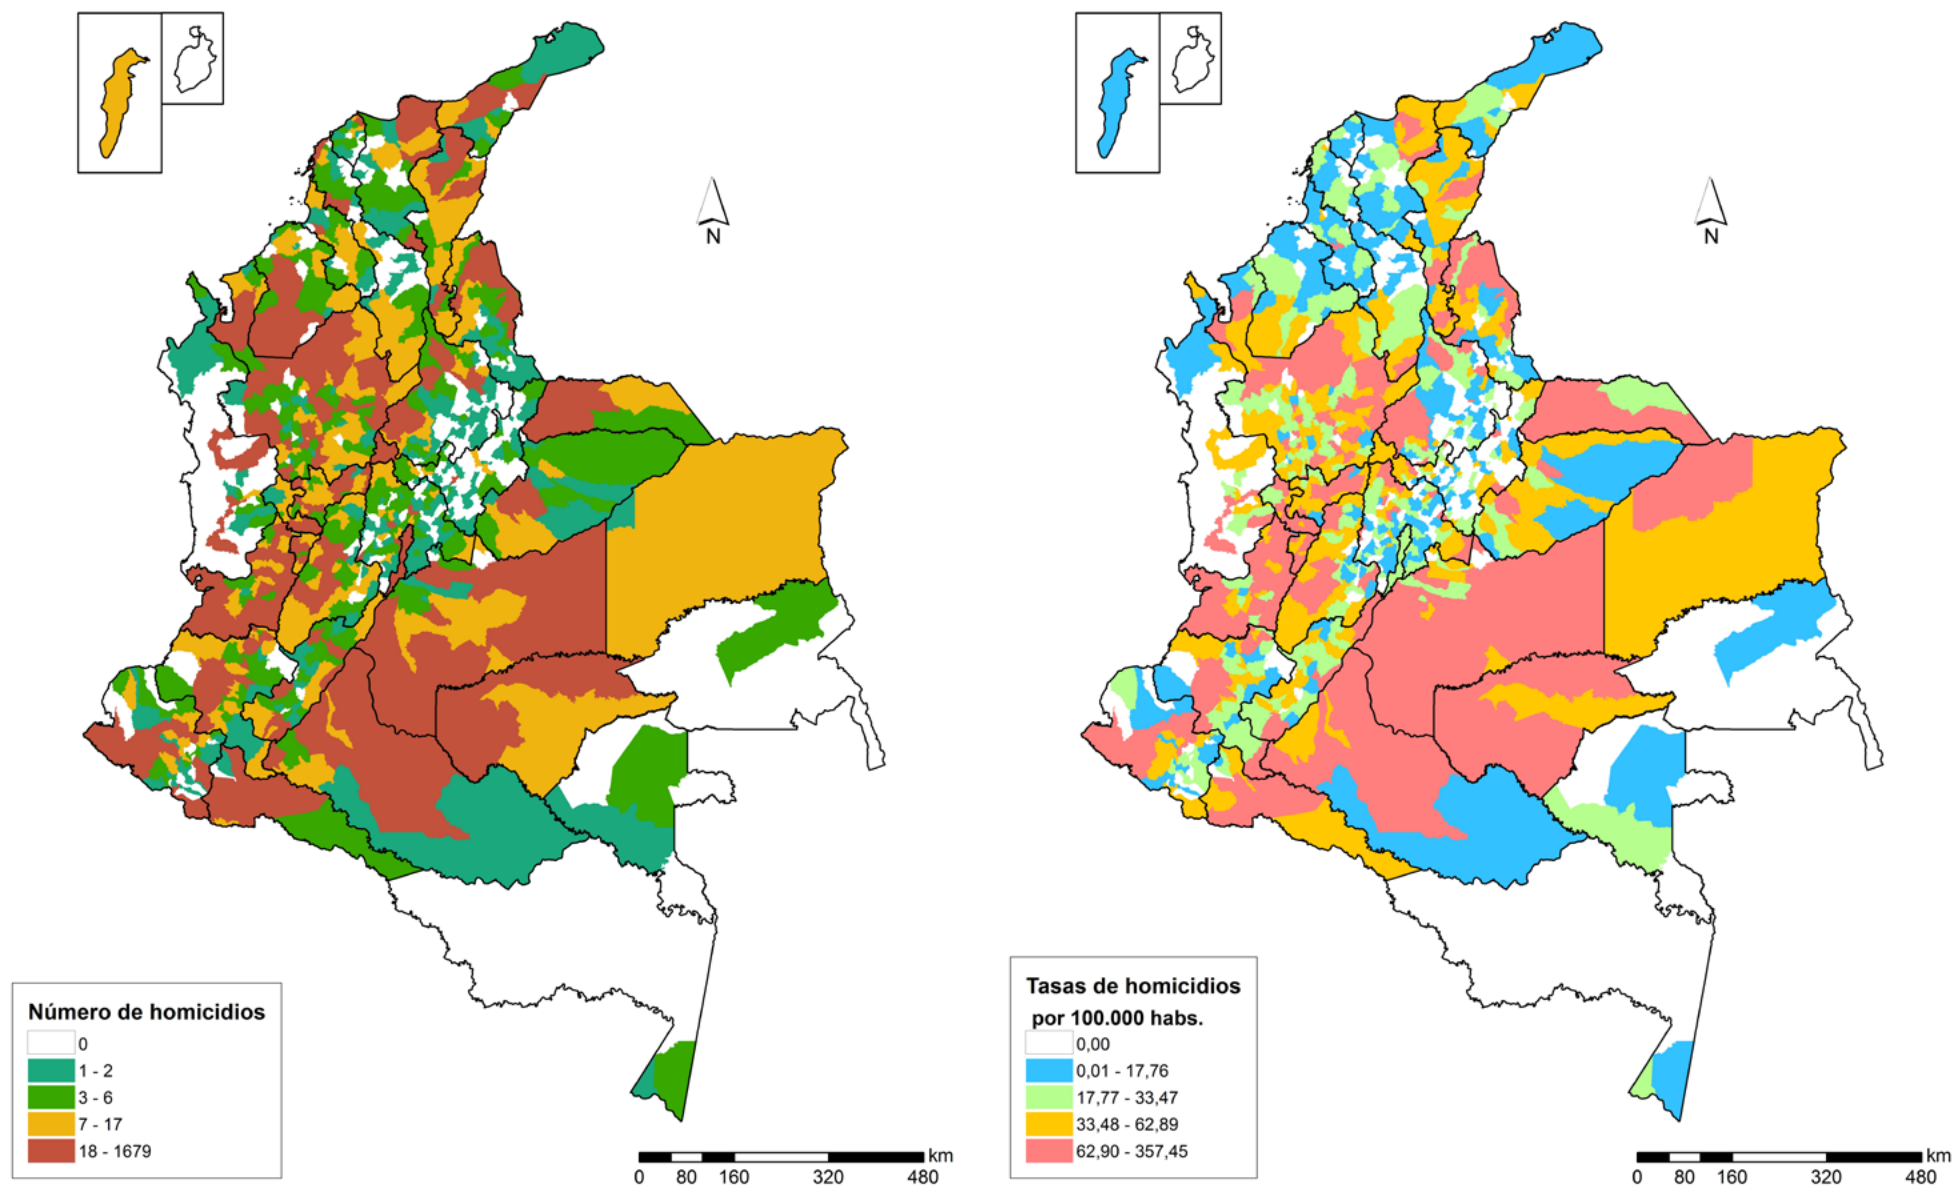 N
N
Número de homicidios
0
1 - 2
3 - 6
7 - 17
18 - 1679
km
0 80 160 320 480
Tasas de homicidios
por 100.000 habs.
0,00
0,01 - 17,76
17,77 - 33,47
33,48 - 62,89
62,90 - 357,45
km
0 80 160 320 480